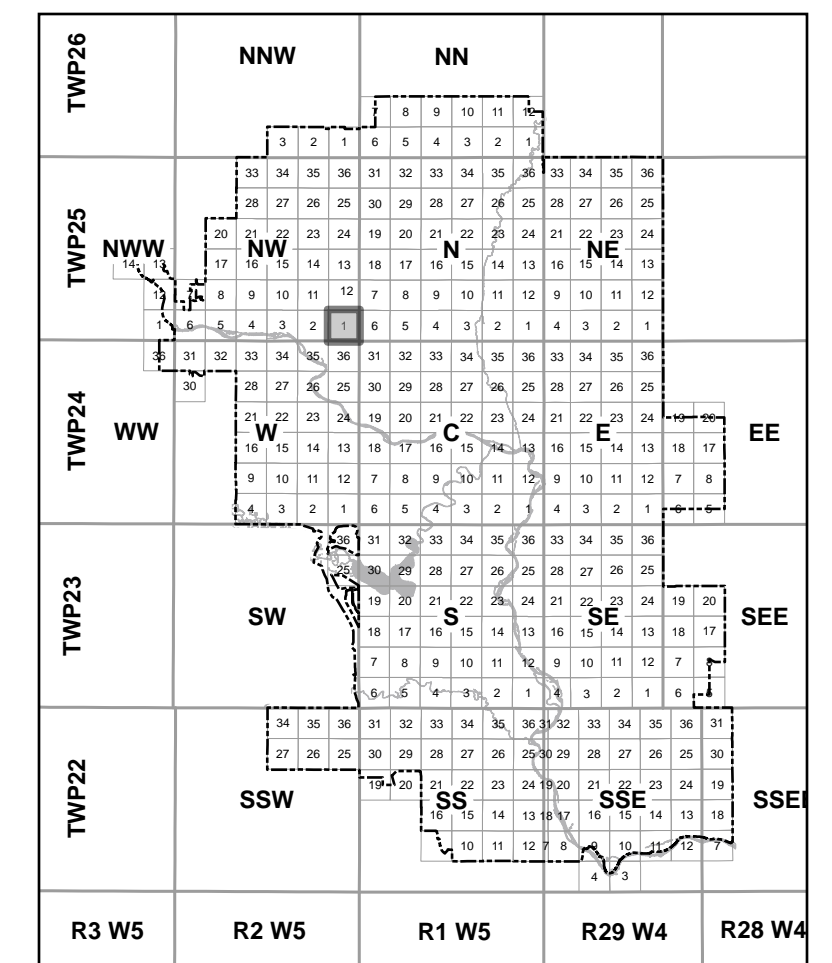 TWP26
NNW NN
7 8 9 10 11 12
3 2 1 6 5 4 3 2 1
TWP25
33 34 35 36 31 32 33 34 35 36 33 34 35 36
28 27 26 25 30 29 28 27 26 25 28 27 26 25
20 21 22 23 24 19 20 21 22 23 24 21 22 23 24
NWW NW N NE
14 13 17 16 15 14 13 18 17 16 15 14 13 16 15 14 13
12 7 8 9 10 11 12 7 8 9 10 11 12 9 10 11 12
1 6 5 4 3 2 1 6 5 4 3 2 1 4 3 2 1
TWP24
36 31 32 33 34 35 36 31 32 33 34 35 36 33 34 35 36
30 28 27 26 25 30 29 28 27 26 25 28 27 26 25
21 22 23 24 19 20 21 22 23 24 21 22 23 24 19 20
WW W C E EE
16 15 14 13 18 17 16 15 14 13 16 15 14 13 18 17
9 10 11 12 7 8 9 10 11 12 9 10 11 12 7 8
4 3 2 1 6 5 4 3 2 1 4 3 2 1 6 5
TWP23
36 31 32 33 34 35 36 33 34 35 36
25 30 29 28 27 26 25 28 27 26 25
19 20 21 22 23 24 21 22 23 24 19 20
SW S SE SEE
18 17 16 15 14 13 16 15 14 13 18 17
7 8 9 10 11 12 9 10 11 12 7 8
6 5 4 3 2 1 4 3 2 1 6 5
TWP22
34 35 36 31 32 33 34 35 36 31 32 33 34 35 36 31
27 26 25 30 29 28 27 26 25 30 29 28 27 26 25 30
19 20 21 22 23 24 19 20 21 22 23 24 19
SSW SS SSE SSEE
16 15 14 13 18 17 16 15 14 13 18
10 11 12 7 8 9 10 11 12 7
4 3
R3 W5 R2 W5 R1 W5 R29 W4 R28 W4